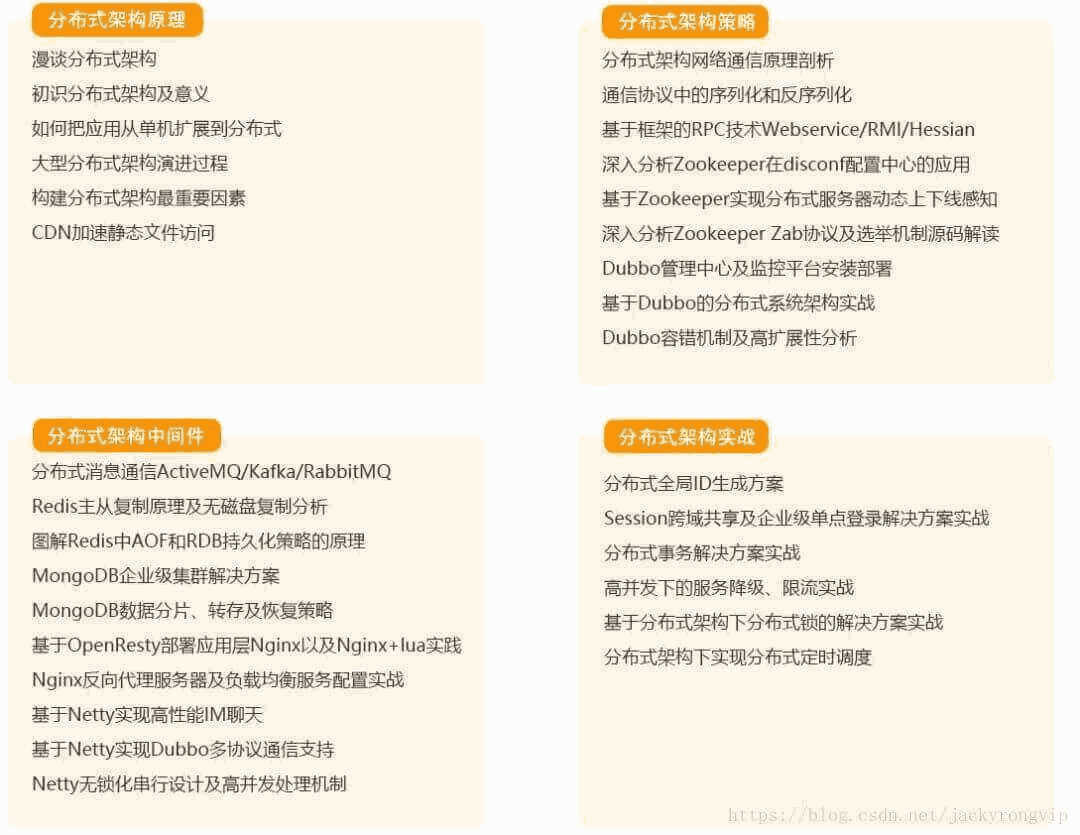 分布式架构原理
漫谈分布式架构
初识分布式架构及意义
如何把应用从单机扩展到分布式
大型分布式架构演进过程
构建分布式架构最重要因素
CDN加速静态文件访问
分布式架构策略
分布式架构网络通信原理剖析
通信协议中的序列化和反序列化
基于框架的RPC技术Webservice/RMI/Hessian
深入分析Zookeeper在disconf配置中心的应用
基于Zookeeper实现分布式服务器动态上下线感知
深入分析Zookeeper Zab协议及选举机制源码解读
Dubbo管理中心及监控平台安装部署
基于Dubbo的分布式系统架构实战
Dubbo容错机制及高扩展性分析
分布式架构中间件
分布式消息通信ActiveMQ/Kafka/RabbitMQ
Redis主从复制原理及无磁盘复制分析
图解Redis中AOF和RDB持久化策略的原理
MongoDB企业级集群解决方案
MongoDB数据分片、转存及恢复策略
基于OpenResty部署应用层Nginx以及Nginx+lua实践
Nginx反向代理服务器及负载均衡服务配置实战
基于Netty实现高性能IM聊天
基于Netty实现Dubbo多协议通信支持
Netty无锁化串行设计及高并发处理机制
分布式架构实战
分布式全局ID生成方案
Session跨域共享及企业级单点登录解决方案实战
分布式事务解决方案实战
高并发下的服务降级、限流实战
基于分布式架构下分布式锁的解决方案实战
分布式架构下实现分布式定时调度
https://blog.csdn.net/jackyrongvip